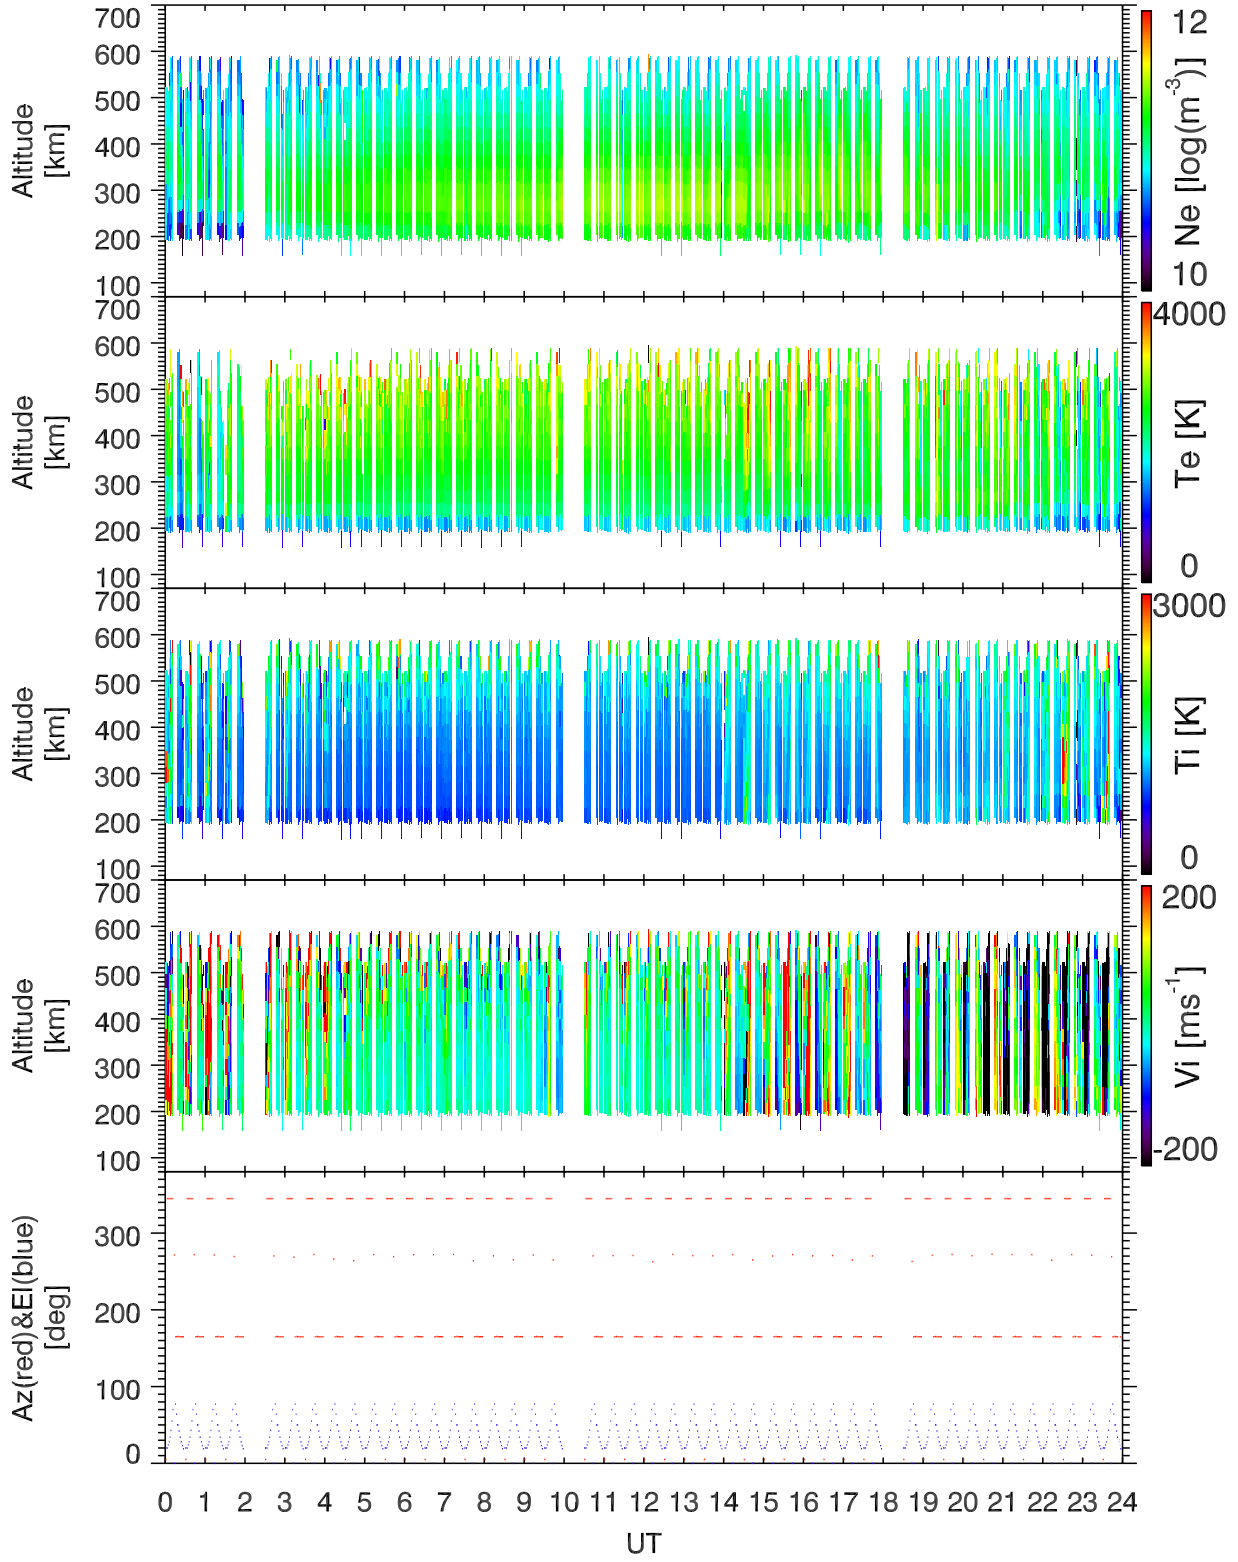 700
600
500
400
300
200
100
Altitude
[km]
12
10
Ne [log(m⁻³)]
700
600
500
400
300
200
100
Altitude
[km]
4000
0
Te [K]
700
600
500
400
300
200
100
Altitude
[km]
3000
0
Ti [K]
700
600
500
400
300
200
100
Altitude
[km]
200
-200
Vi [ms⁻¹]
300
200
100
0
Az(red)&El(blue)
[deg]
0 1 2 3 4 5 6 7 8 9 10 11 12 13 14 15 16 17 18 19 20 21 22 23 24
UT